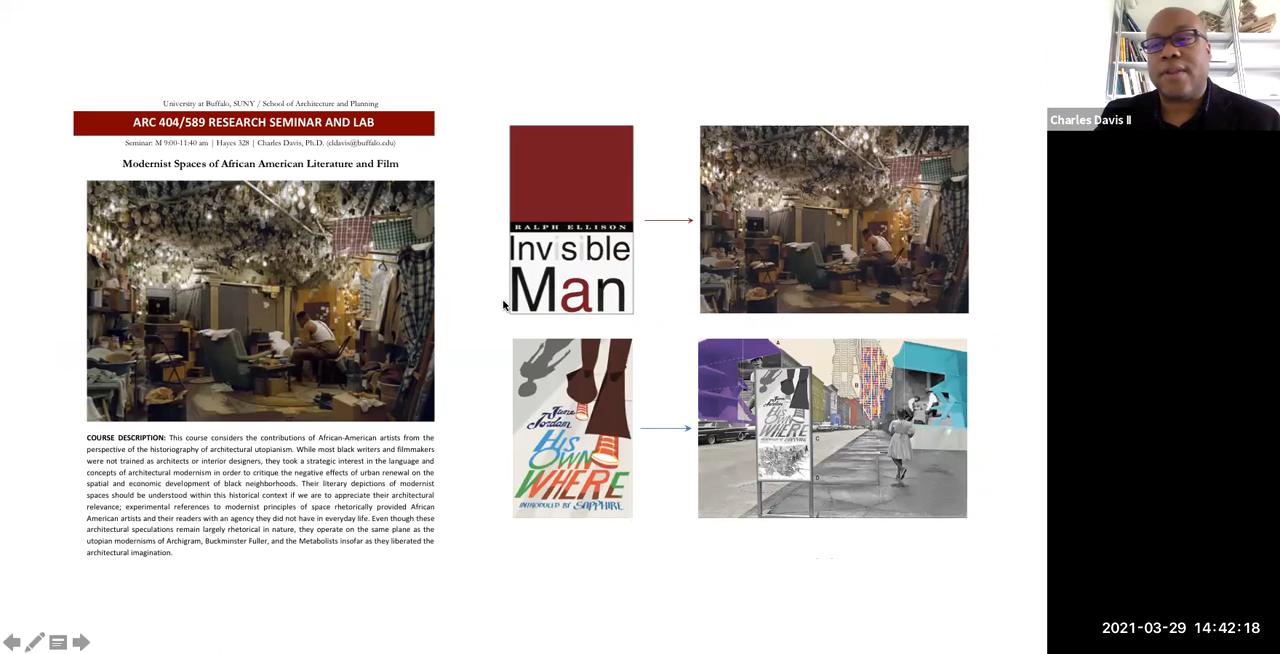 University at Buffalo, SUNY / School of Architecture and Planning
ARC 404/589 RESEARCH SEMINAR AND LAB
Seminar: M 9:00-11:40 am | Hayes 328 | Charles Davis, Ph.D. (cldavis@buffalo.edu)
Modernist Spaces of African American Literature and Film
COURSE DESCRIPTION: This course considers the contributions of African-American artists from the
perspective of the historiography of architectural utopianism. While most black writers and filmmakers
were not trained as architects or interior designers, they took a strategic interest in the language and
concepts of architectural modernism in order to critique the negative effects of urban renewal on the
spatial and economic development of black neighborhoods. Their literary depictions of modernist
spaces should be understood within this historical context if we are to appreciate their architectural
relevance; experimental references to modernist principles of space rhetorically provided African
American artists and their readers with an agency they did not have in everyday life. Even though these
architectural speculations remain largely rhetorical in nature, they operate on the same plane as the
utopian modernisms of Archigram, Buckminster Fuller, and the Metabolists insofar as they liberated the
architectural imagination.
RALPH ELLISON
Invisible
Man
June
Jordan
HIS
OWN
WHERE
INTRODUCED BY SAPPHIRE
A
B
C
D
June
Jordan
HIS
OWN
WHERE
Charles Davis II
2021-03-29 14:42:18